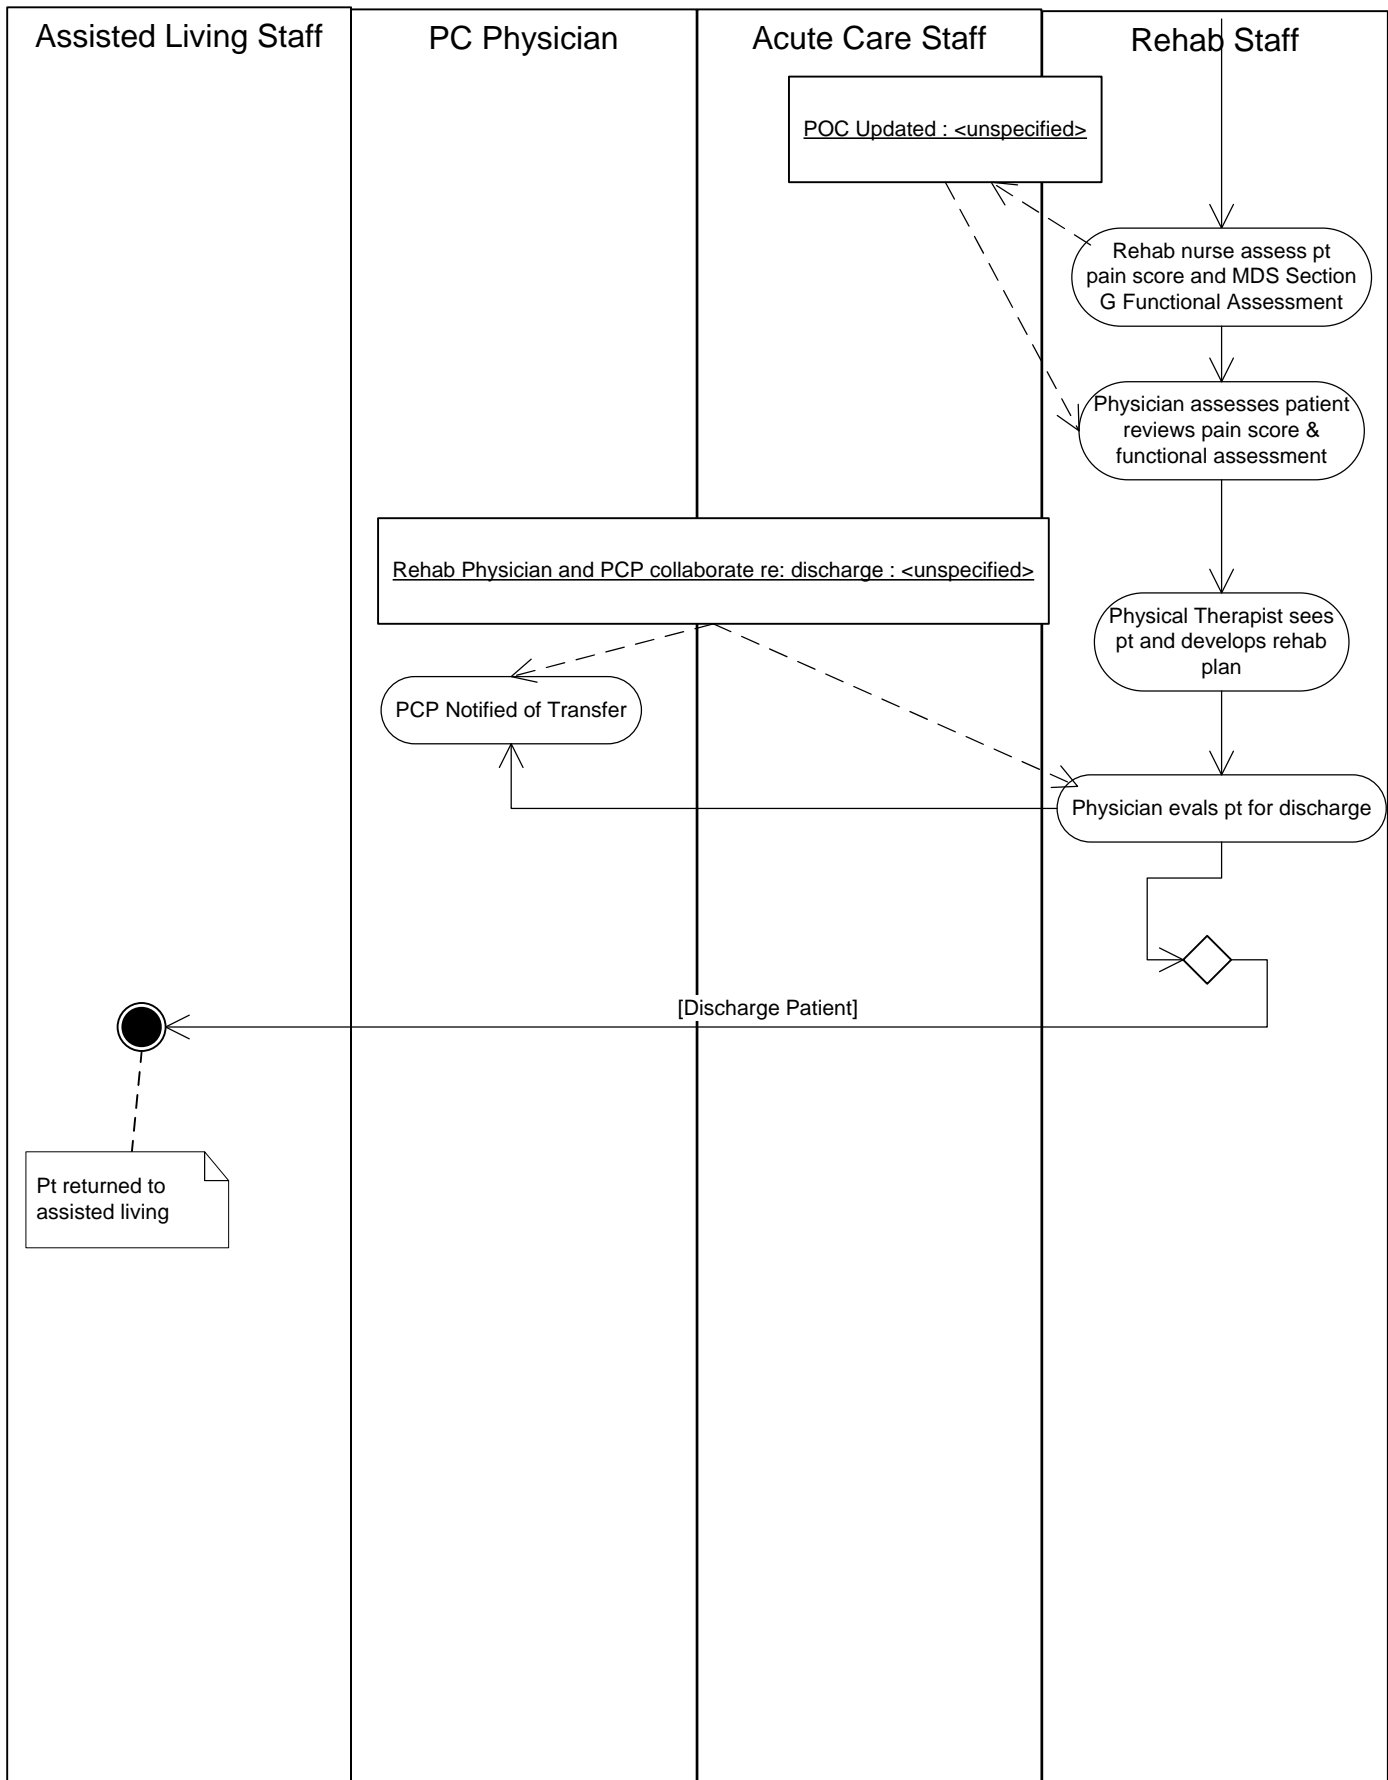 Assisted Living Staff
PC Physician
Acute Care Staff
Rehab Staff
POC Updated : <unspecified>
Rehab nurse assess pt
pain score and MDS Section
G Functional Assessment
Physician assesses patient
reviews pain score &
functional assessment
Rehab Physician and PCP collaborate re: discharge : <unspecified>
Physical Therapist sees
pt and develops rehab
plan
PCP Notified of Transfer
Physician evals pt for discharge
[Discharge Patient]
Pt returned to
assisted living